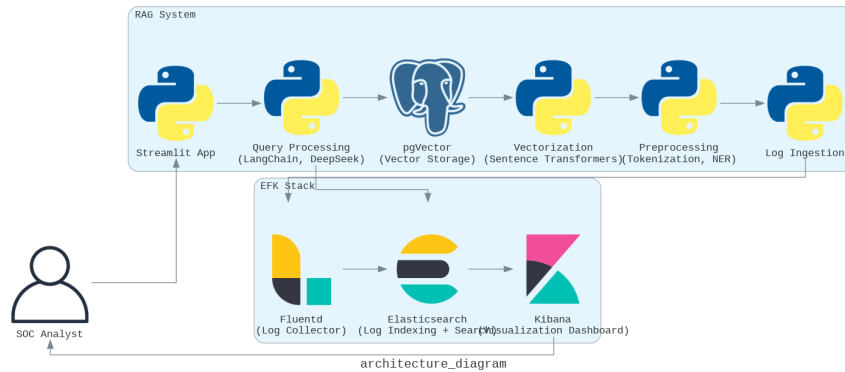 RAG System
Streamlit App
Query Processing
(LangChain, DeepSeek)
pgVector
(Vector Storage)
Vectorization
(Sentence Transformers)
Preprocessing
(Tokenization, NER)
Log Ingestion
EFK Stack
Fluentd
(Log Collector)
Elasticsearch
(Log Indexing + Search)
Kibana
(Visualization Dashboard)
SOC Analyst
architecture_diagram